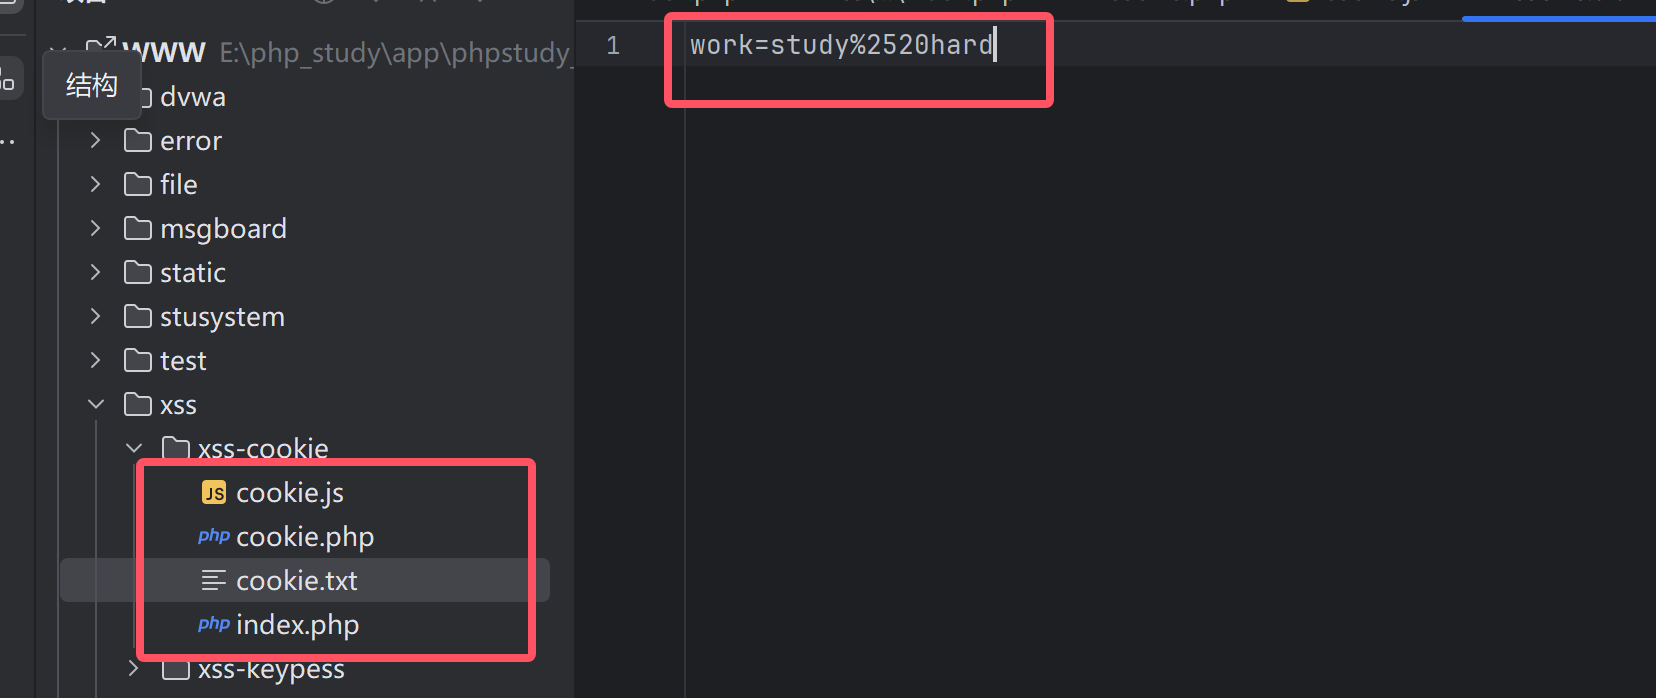 WWW E:\php_study\app\phpstudy_
结构
dvwa
error
file
msgboard
static
stusystem
test
xss
xss-cookie
JS cookie.js
php cookie.php
cookie.txt
php index.php
xss-keypess
1 work=study%2520hard